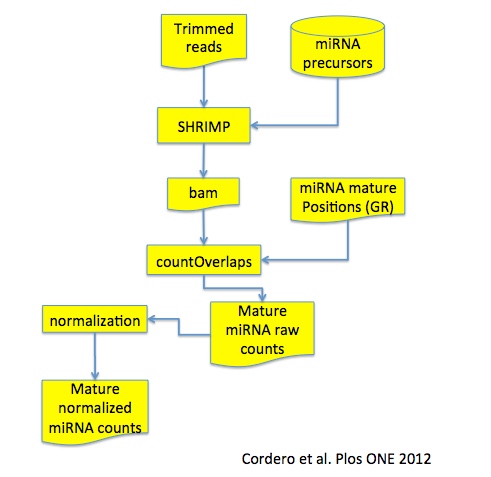 Trimmed
reads
miRNA
precursors
SHRIMP
bam
miRNA mature
Positions (GR)
countOverlaps
Mature
miRNA raw
counts
normalization
Mature
normalized
miRNA counts
Cordero et al. Plos ONE 2012